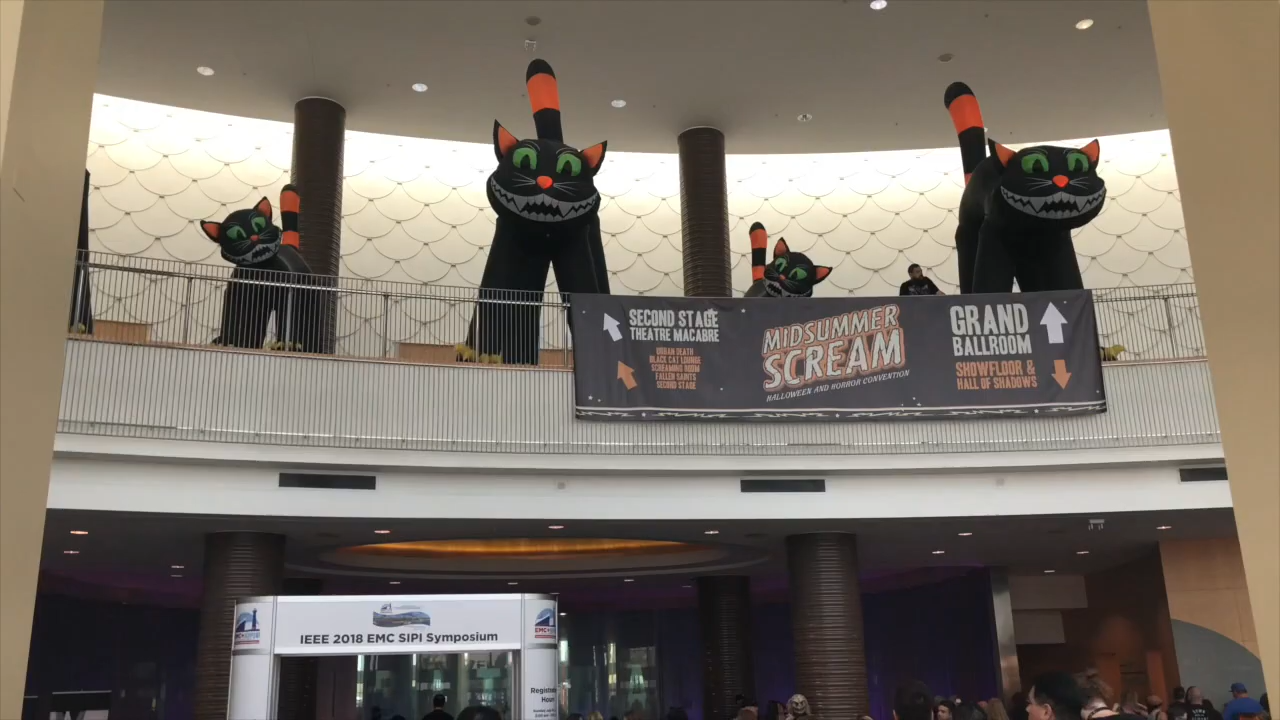 SECOND STAGE
THEATRE MACABRE
URBAN DEATH
BLACK CAT LOUNGE
SCREAMING ROOM
FALLEN SAINTS
SECOND STAGE
MIDSUMMER
SCREAM
HALLOWEEN AND HORROR CONVENTION
GRAND
BALLROOM
SHOWFLOOR &
HALL OF SHADOWS
IEEE 2018 EMC SIPI Symposium